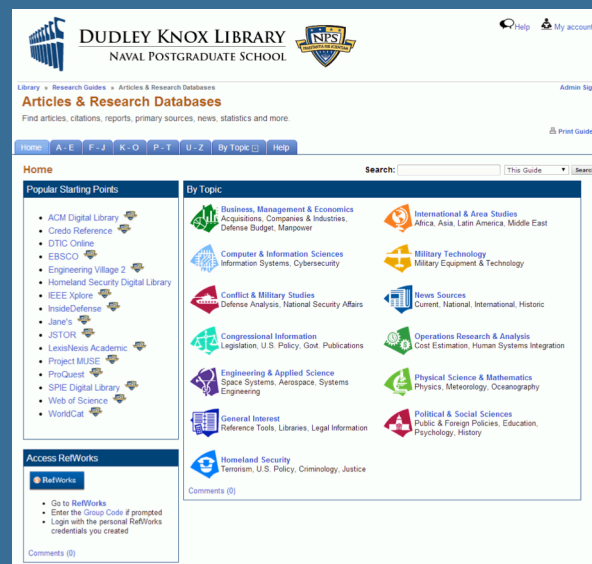 DUDLEY KNOX LIBRARY
NAVAL POSTGRADUATE SCHOOL
NPS
Help
My account
Library » Research Guides » Articles & Research Databases
Admin Sig
Articles & Research Databases
Find articles, citations, reports, primary sources, news, statistics and more.
Print Guide
Home A - E F - J K - O P - T U - Z By Topic Help
Home
Search:
This Guide
Searc
Popular Starting Points
ACM Digital Library
Credo Reference
DTIC Online
EBSCO
Engineering Village 2
Homeland Security Digital Library
IEEE Xplore
InsideDefense
Jane's
JSTOR
LexisNexis Academic
Project MUSE
ProQuest
SPIE Digital Library
Web of Science
WorldCat
Access RefWorks
RefWorks
Go to RefWorks
Enter the Group Code if prompted
Login with the personal RefWorks
credentials you created
Comments (0)
By Topic
Business, Management & Economics
Acquisitions, Companies & Industries,
Defense Budget, Manpower
Computer & Information Sciences
Information Systems, Cybersecurity
Conflict & Military Studies
Defense Analysis, National Security Affairs
Congressional Information
Legislation, U.S. Policy, Govt. Publications
Engineering & Applied Science
Space Systems, Aerospace, Systems
Engineering
General Interest
Reference Tools, Libraries, Legal Information
Homeland Security
Terrorism, U.S. Policy, Criminology, Justice
International & Area Studies
Africa, Asia, Latin America, Middle East
Military Technology
Military Equipment & Technology
News Sources
Current, National, International, Historic
Operations Research & Analysis
Cost Estimation, Human Systems Integration
Physical Science & Mathematics
Physics, Meteorology, Oceanography
Political & Social Sciences
Public & Foreign Policies, Education,
Psychology, History
Comments (0)